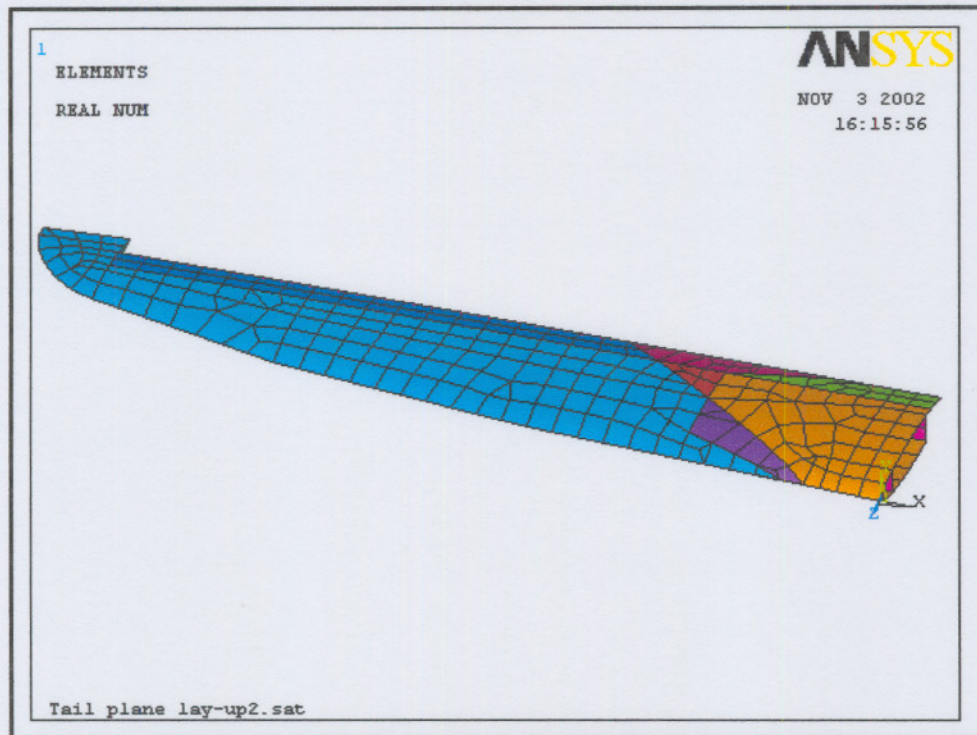 1
ELEMENTS
REAL NUM
ANSYS
NOV 3 2002
16:15:56
X
Z
Tail plane lay-up2.sat